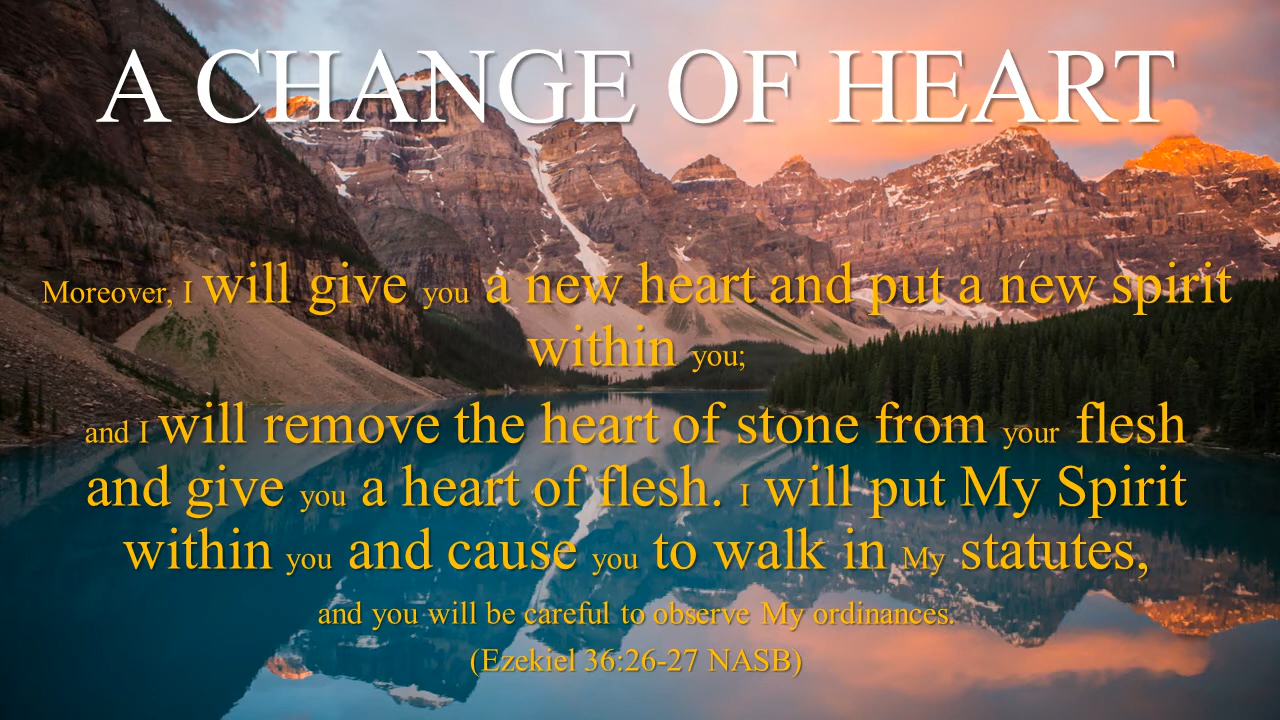 A CHANGE OF HEART
Moreover, I will give you a new heart and put a new spirit
within you;
and I will remove the heart of stone from your flesh
and give you a heart of flesh. I will put My Spirit
within you and cause you to walk in My statutes,
and you will be careful to observe My ordinances.
(Ezekiel 36:26-27 NASB)